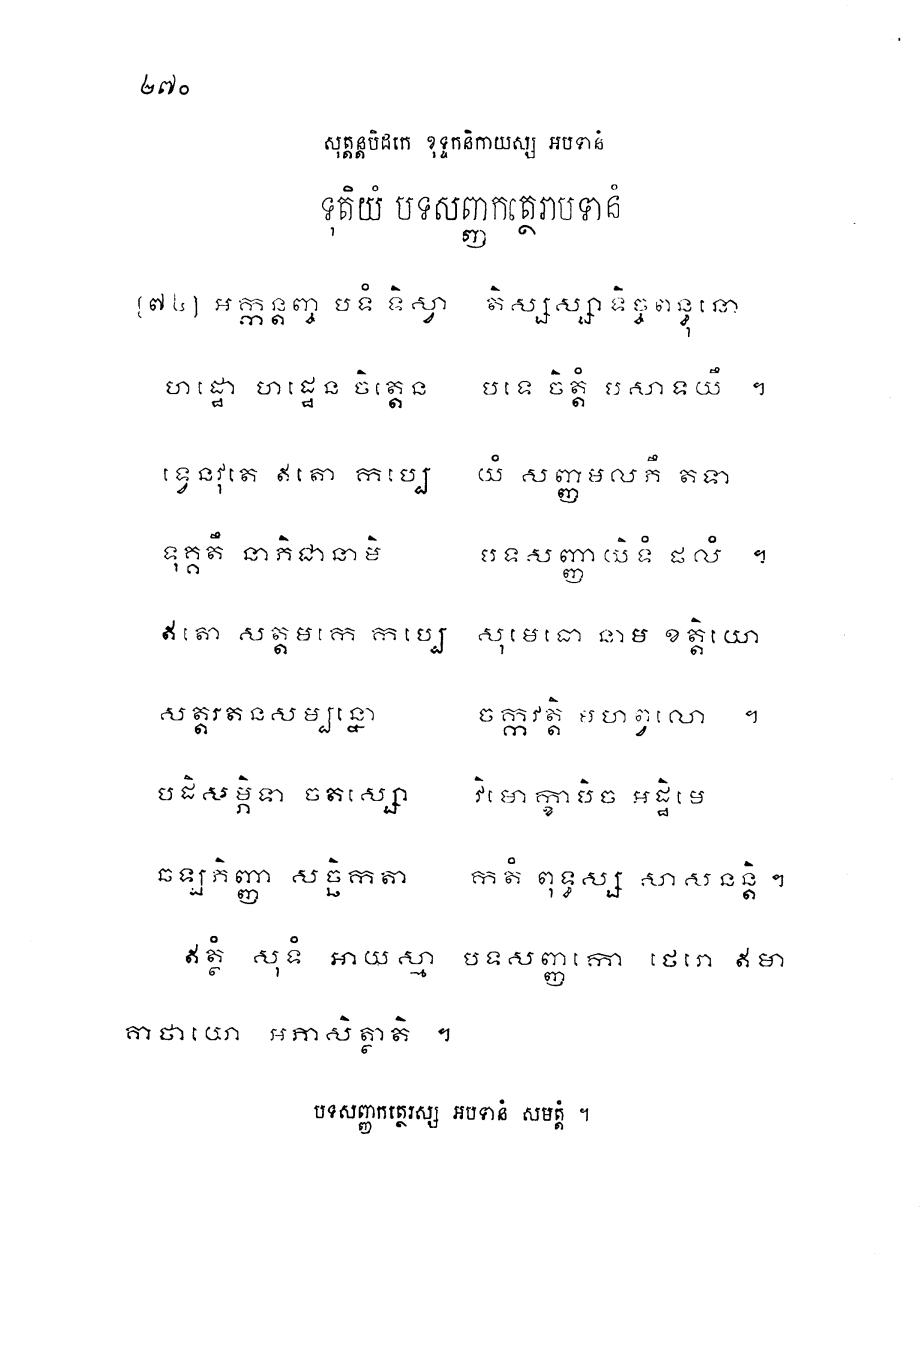 ២៧០
សុត្តន្តបិដកេ ខុទ្ទកនិកាយស្ស អបទានំ
ទុតិយំ បទសញ្ញកត្ថេរាបទានំ
[៧៤] អក្កន្តញ្ច បទំ ទិស្វា តិស្សស្សាទិច្ចពន្ធុនោ
ហដ្ឋោ ហដ្ឋេន ចិត្តេន បទេ ចិត្តំ បសាទយឹ ។
ទ្វេនវុតេ ឥតោ កប្បេ យំ សញ្ញមលភឹ តទា
ទុគ្គតឹ នាភិជានាមិ បទសញ្ញាយិទំ ផលំ ។
ឥតោ សត្តមកេ កប្បេ សុមេធោ នាម ខត្តិយោ
សត្តរតនសម្បន្នោ ចក្កវត្តិ មហព្វលោ ។
បដិសម្ភិទា ចតស្សោ វិមោក្ខាបិច អដ្ឋិមេ
ឆឡភិញ្ញា សច្ឆិកតា កតំ ពុទ្ធស្ស សាសនន្តិ ។
ឥត្ថំ សុទំ អាយស្មា បទសញ្ញកោ ថេរោ ឥមា
គាថាយោ អភាសិត្ថាតិ ។
បទសញ្ញកត្ថេរស្ស អបទានំ សមត្តំ ។